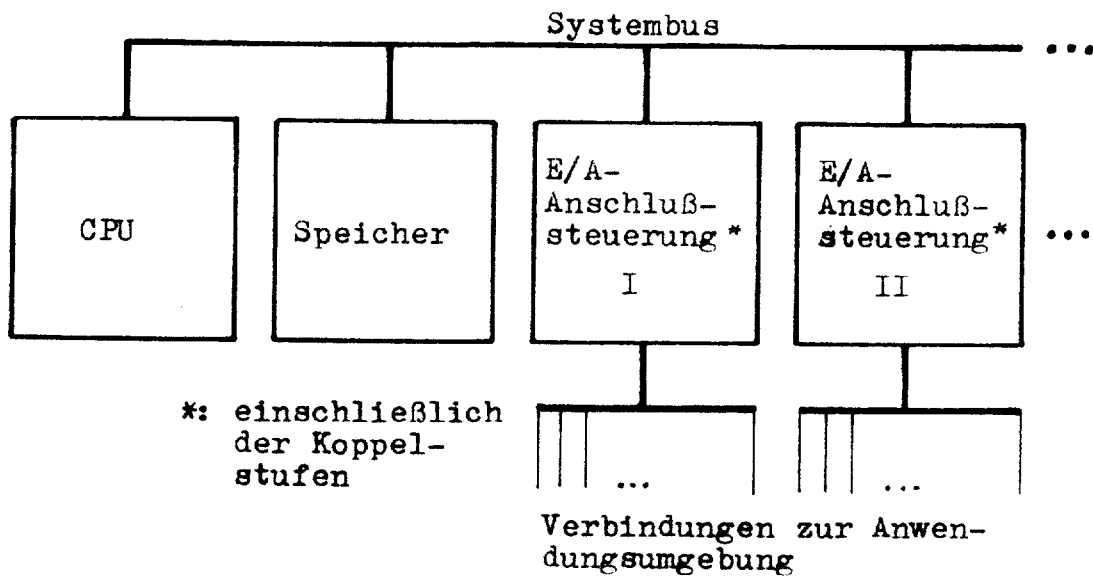 Systembus
...
CPU
Speicher
E/A-
Anschluß-
steuerung*
I
E/A-
Anschluß-
steuerung*
II
...
*: einschließlich
der Koppel-
stufen
...
...
Verbindungen zur Anwen-
dungsumgebung